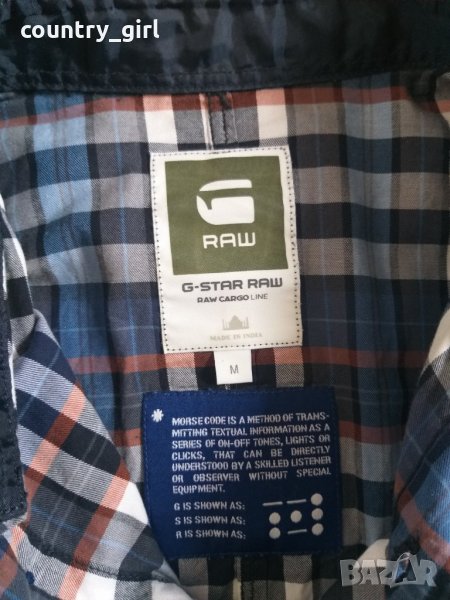 country_girl
RAW
G-STAR RAW
RAW CARGO LINE
MADE IN INDIA
M
MORSE CODE IS A METHOD OF TRANS-
MITTING TEXTUAL INFORMATION AS A
SERIES OF ON-OFF TONES, LIGHTS OR
CLICKS, THAT CAN BE DIRECTLY
UNDERSTOOD BY A SKILLED LISTENER
OR OBSERVER WITHOUT SPECIAL
EQUIPMENT.
G IS SHOWN AS:
S IS SHOWN AS:
R IS SHOWN AS:
BAZAR